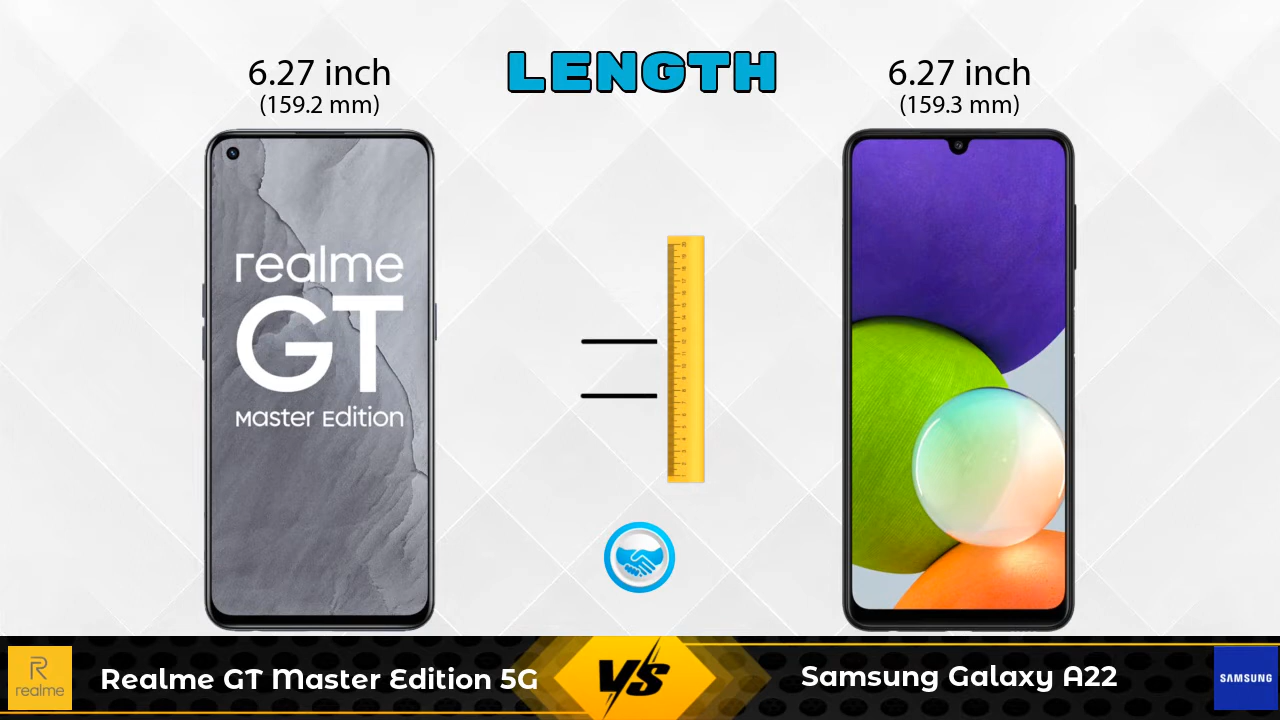 LENGTH
6.27 inch
(159.2 mm)
6.27 inch
(159.3 mm)
realme
GT
Master Edition
R
realme
Realme GT Master Edition 5G
VS
Samsung Galaxy A22
SAMSUNG